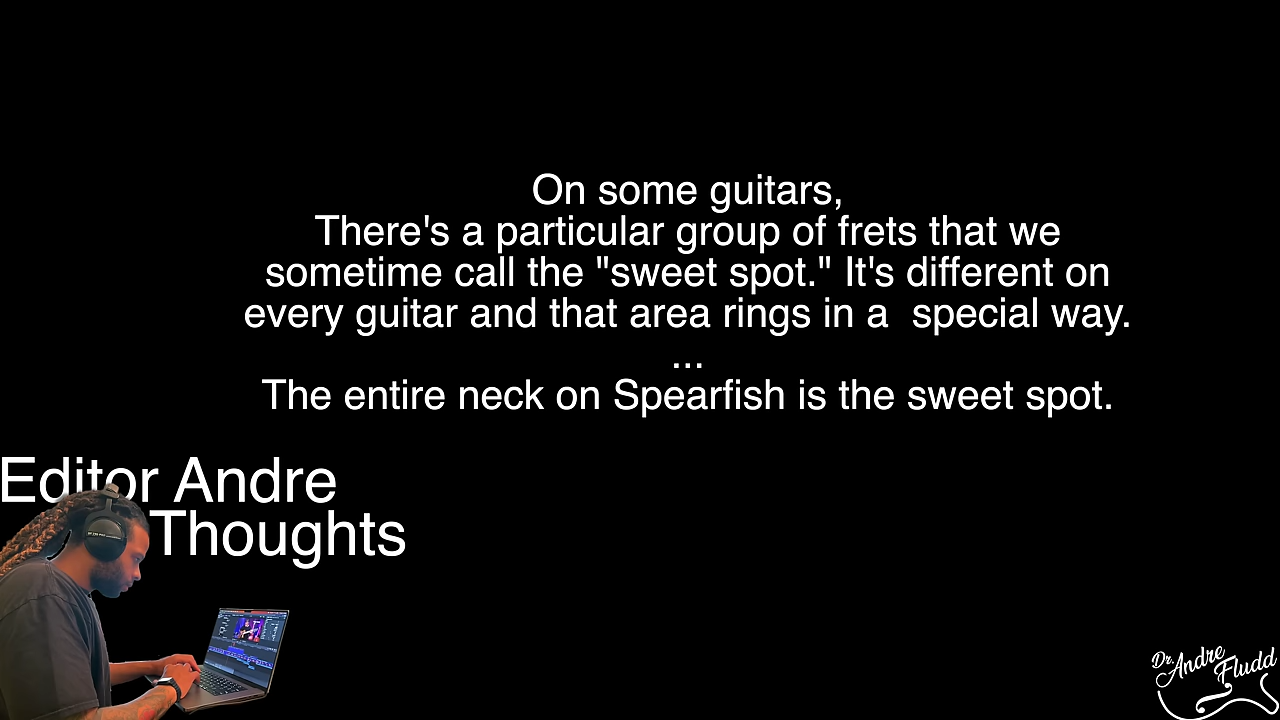 On some guitars,
There's a particular group of frets that we
sometime call the "sweet spot." It's different on
every guitar and that area rings in a  special way.
...
The entire neck on Spearfish is the sweet spot.
Editor Andre
Thoughts
Dr. Andre
Fludd